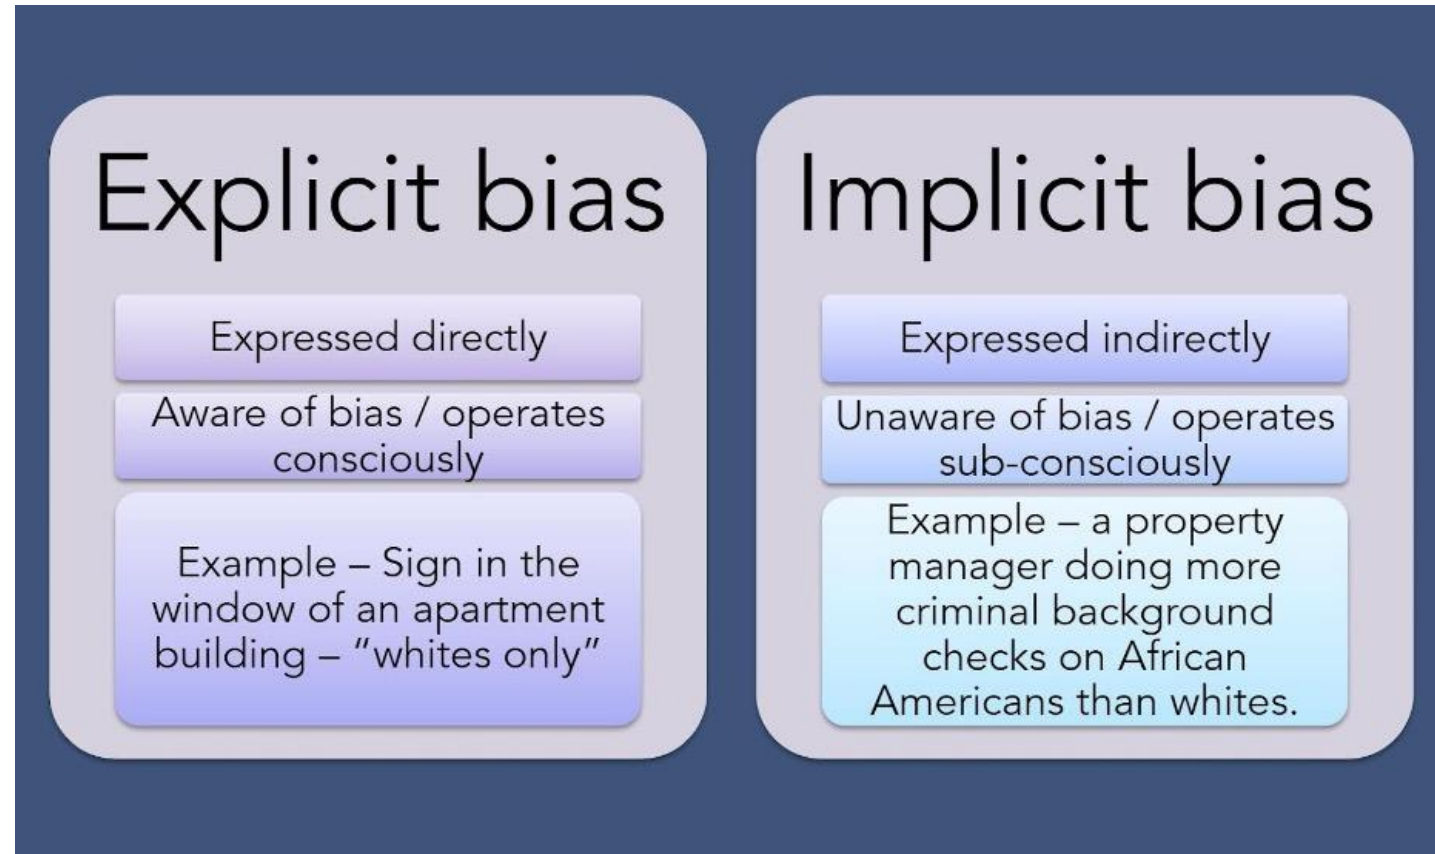 Explicit bias
Expressed directly
Aware of bias / operates
consciously
Example – Sign in the
window of an apartment
building – “whites only”
Implicit bias
Expressed indirectly
Unaware of bias / operates
sub-consciously
Example – a property
manager doing more
criminal background
checks on African
Americans than whites.